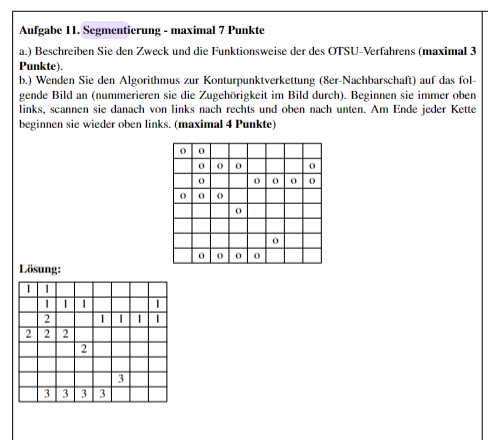 Aufgabe 11. Segmentierung - maximal 7 Punkte
a.) Beschreiben Sie den Zweck und die Funktionsweise der des OTSU-Verfahrens (maximal 3
Punkte).
b.) Wenden Sie den Algorithmus zur Konturpunktverkettung (8er-Nachbarschaft) auf das fol-
gende Bild an (nummerieren sie die Zugehörigkeit im Bild durch). Beginnen sie immer oben
links, scannen sie danach von links nach rechts und oben nach unten. Am Ende jeder Kette
beginnen sie wieder oben links. (maximal 4 Punkte)
o o
o o o o
o o o o o
o o o
o
o
o o o o
Lösung:
1 1
1 1 1 1
2 1 1 1 1
2 2 2
2
3
3 3 3 3